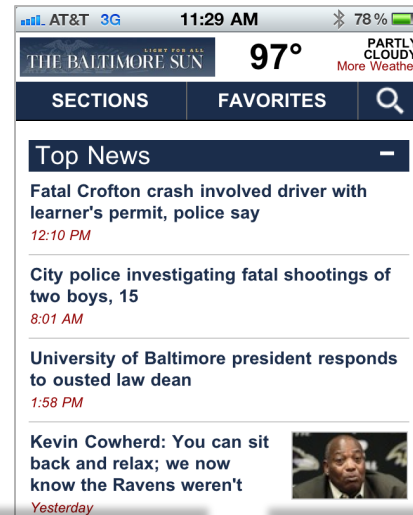 AT&T 3G 11:29 AM 78%
LIGHT FOR ALL
THE BALTIMORE SUN
97°
PARTLY
CLOUDY
More Weathe
SECTIONS FAVORITES
Top News
Fatal Crofton crash involved driver with
learner's permit, police say
12:10 PM
City police investigating fatal shootings of
two boys, 15
8:01 AM
University of Baltimore president responds
to ousted law dean
1:58 PM
Kevin Cowherd: You can sit
back and relax; we now
know the Ravens weren't
Yesterday